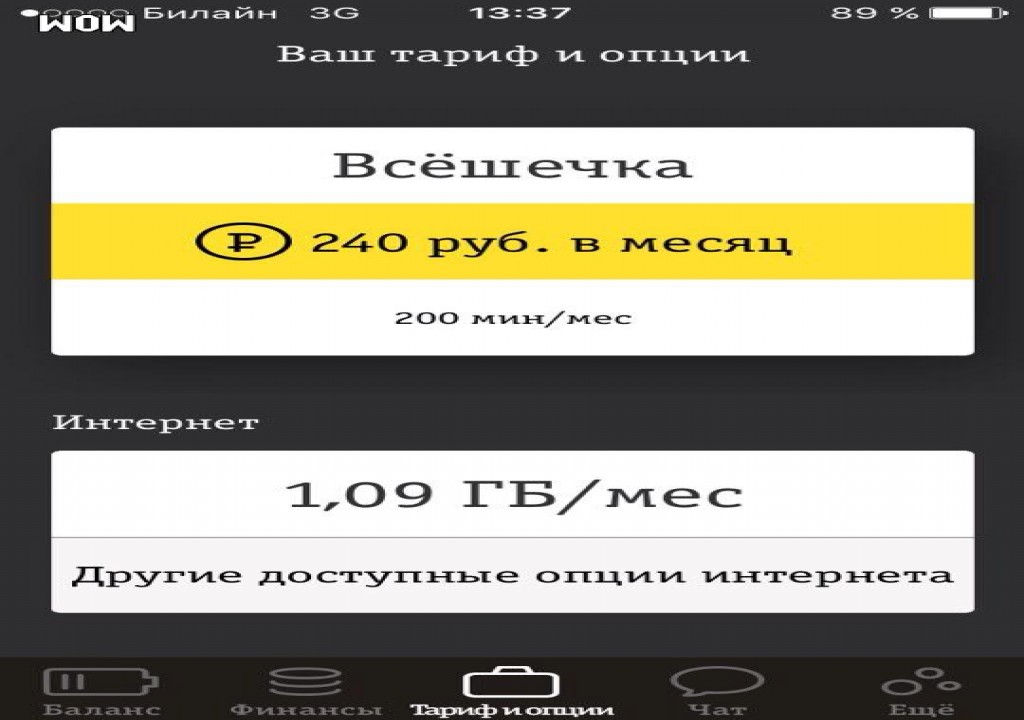 Билайн 3G 13:37 89 %
WOW
Ваш тариф и опции
Всёшечка
₽ 240 руб. в месяц
200 мин/мес
Интернет
1,09 ГБ/мес
Другие доступные опции интернета
Баланс Финансы Тариф и опции Чат Ещё